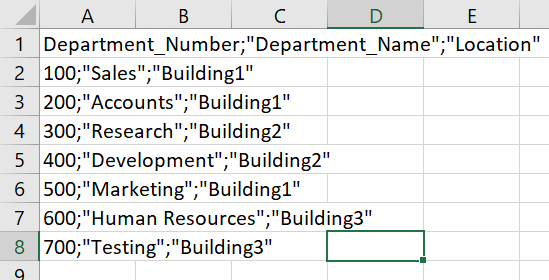 A B C D E
1 Department_Number;"Department_Name";"Location"
2 100;"Sales";"Building1"
3 200;"Accounts";"Building1"
4 300;"Research";"Building2"
5 400;"Development";"Building2"
6 500;"Marketing";"Building1"
7 600;"Human Resources";"Building3"
8 700;"Testing";"Building3"
9